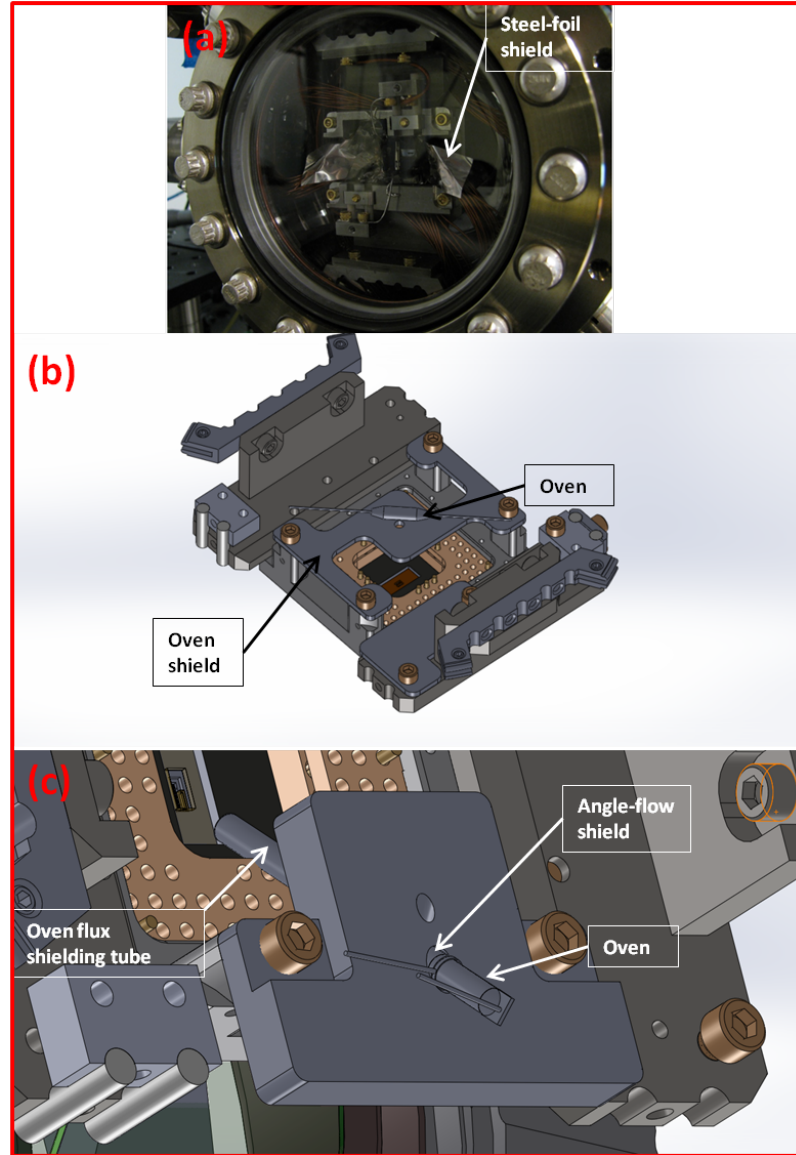 (a)
Steel-foil
shield
(b)
Oven
Oven
shield
(c)
Angle-flow
shield
Oven flux
shielding tube
Oven